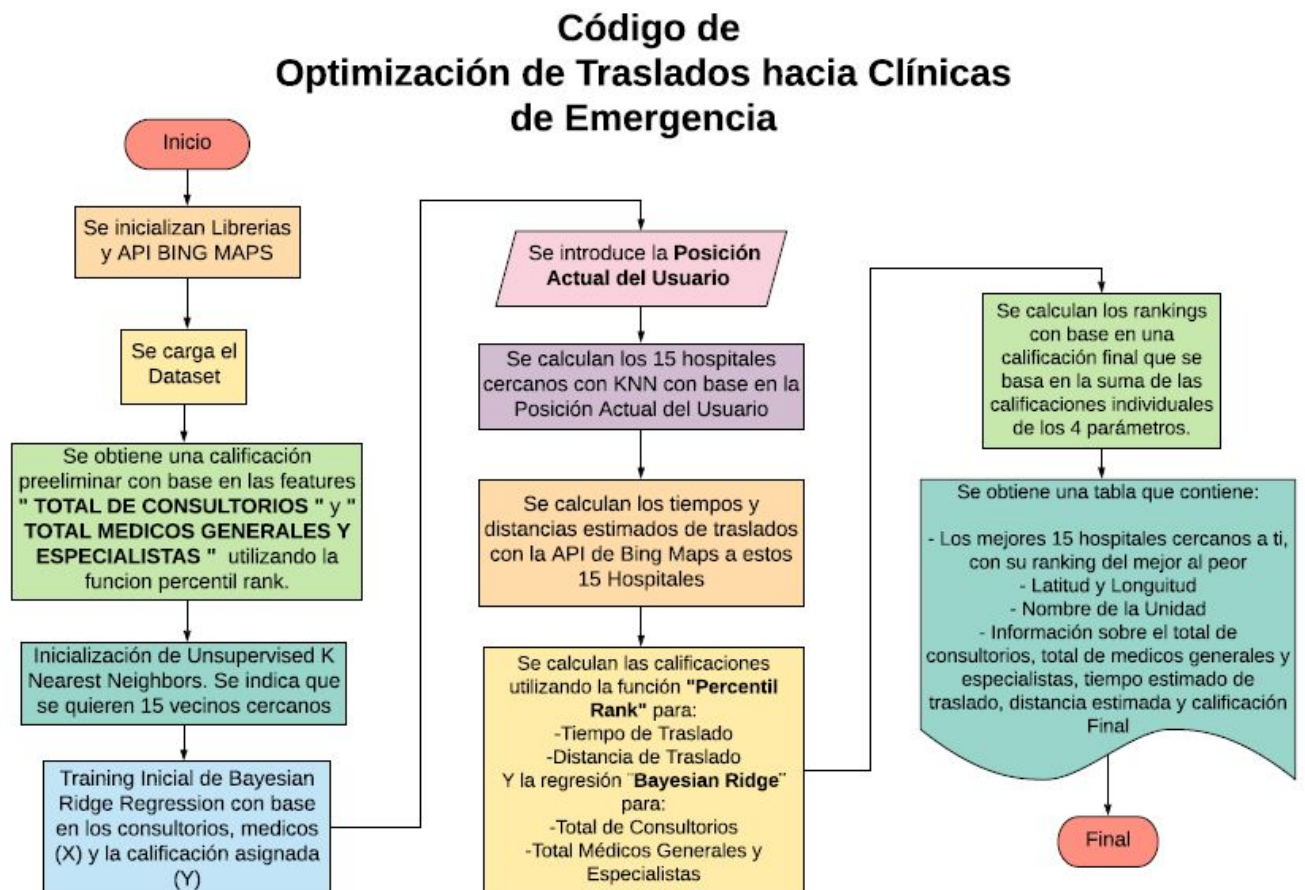 Código de
Optimización de Traslados hacia Clínicas
de Emergencia
Inicio
Se inicializan Librerias
y API BING MAPS
Se carga el
Dataset
Se obtiene una calificación
preeliminar con base en las features
" TOTAL DE CONSULTORIOS " y "
TOTAL MEDICOS GENERALES Y
ESPECIALISTAS " utilizando la
funcion percentil rank.
Inicialización de Unsupervised K
Nearest Neighbors. Se indica que
se quieren 15 vecinos cercanos
Training Inicial de Bayesian
Ridge Regression con base
en los consultorios, medicos
(X) y la calificación asignada
(Y)
Se introduce la Posición
Actual del Usuario
Se calculan los 15 hospitales
cercanos con KNN con base en la
Posición Actual del Usuario
Se calculan los tiempos y
distancias estimados de traslados
con la API de Bing Maps a estos
15 Hospitales
Se calculan las calificaciones
utilizando la función "Percentil
Rank" para:
-Tiempo de Traslado
-Distancia de Traslado
Y la regresión ¨Bayesian Ridge¨
para:
-Total de Consultorios
-Total Médicos Generales y
Especialistas
Se calculan los rankings
con base en una
calificación final que se
basa en la suma de las
calificaciones individuales
de los 4 parámetros.
Se obtiene una tabla que contiene:
- Los mejores 15 hospitales cercanos a ti,
con su ranking del mejor al peor
- Latitud y Longuitud
- Nombre de la Unidad
- Información sobre el total de
consultorios, total de medicos generales y
especialistas, tiempo estimado de
traslado, distancia estimada y calificación
Final
Final